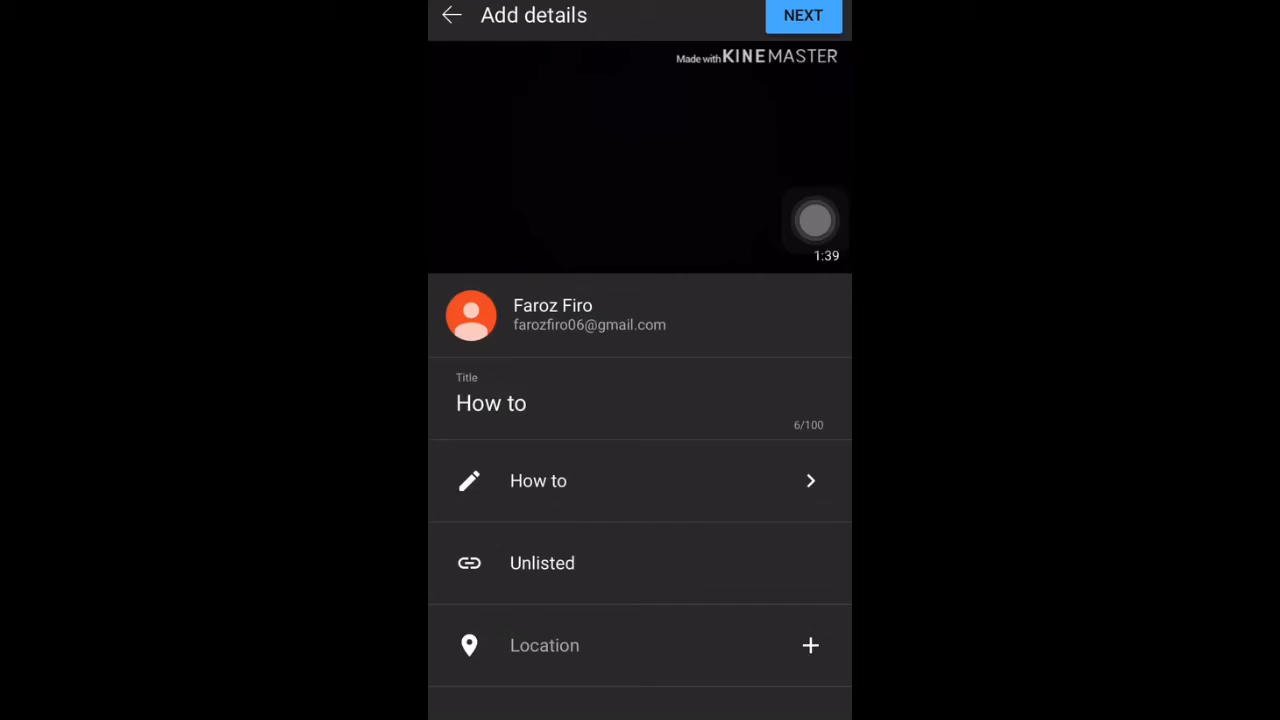 Add details
NEXT
Made with KINEMASTER
1:39
Faroz Firo
farozfiro06@gmail.com
Title
How to
6/100
How to
Unlisted
Location